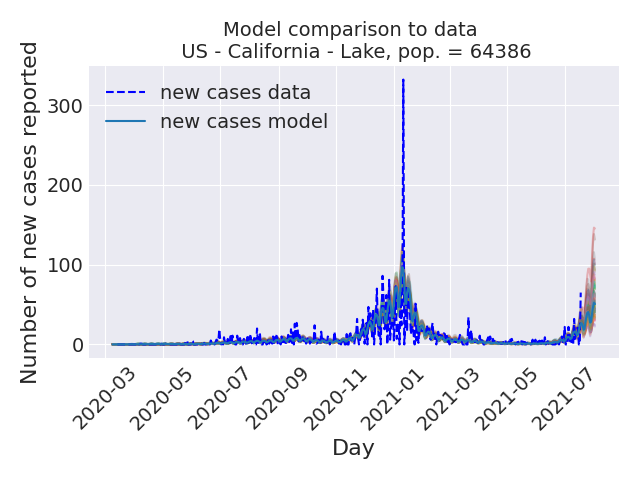 Model comparison to data
US - California - Lake, pop. = 64386
new cases data
new cases model
Number of new cases reported
300
200
100
0
2020-03
2020-05
2020-07
2020-09
2020-11
2021-01
2021-03
2021-05
2021-07
Day